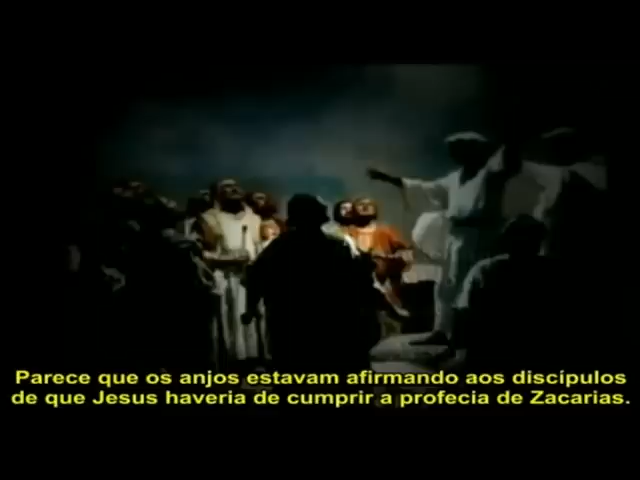 Parece que os anjos estavam afirmando aos discípulos
de que Jesus haveria de cumprir a profecia de Zacarias.